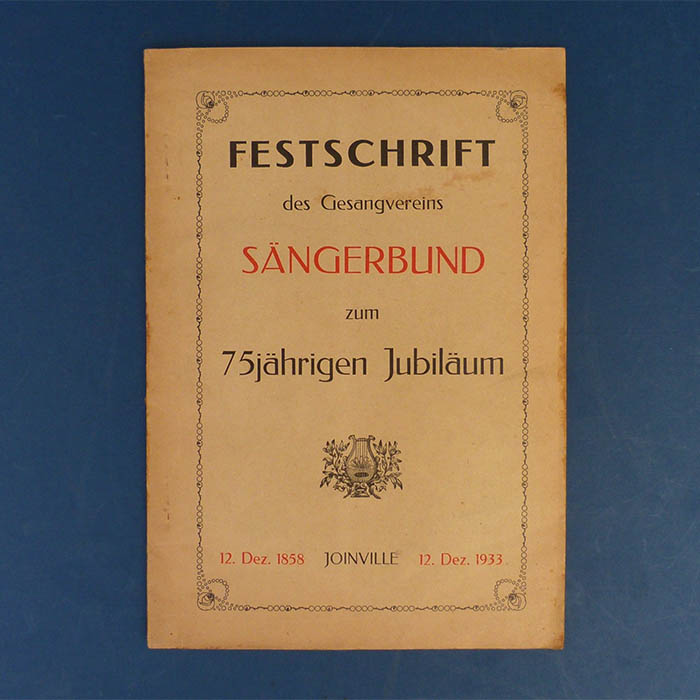 FESTSCHRIFT
des Gesangvereins
SÄNGERBUND
zum
75jährigen Jubiläum
12. Dez. 1858 JOINVILLE 12. Dez. 1933